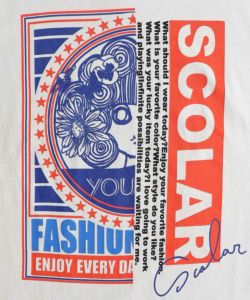 SCOLAR
What should I wear today?Enjoy your favorite fashion,
What is your favorite color?What style do you like?
What was your lucky item today?I love going to work
and playing!Infinite possibilities are waiting for me.
YOU
FASHION
ENJOY EVERY DA
Scolar